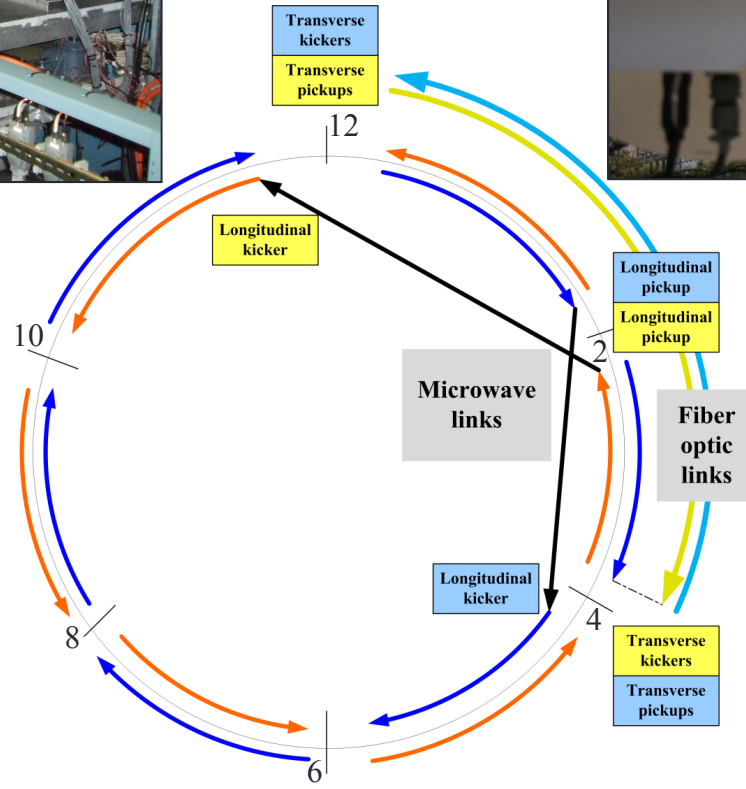 Transverse
kickers
Transverse
pickups
12
Longitudinal
kicker
Longitudinal
pickup
Longitudinal
pickup
10
2
Microwave
links
Fiber
optic
links
Longitudinal
kicker
4
8
Transverse
kickers
Transverse
pickups
6